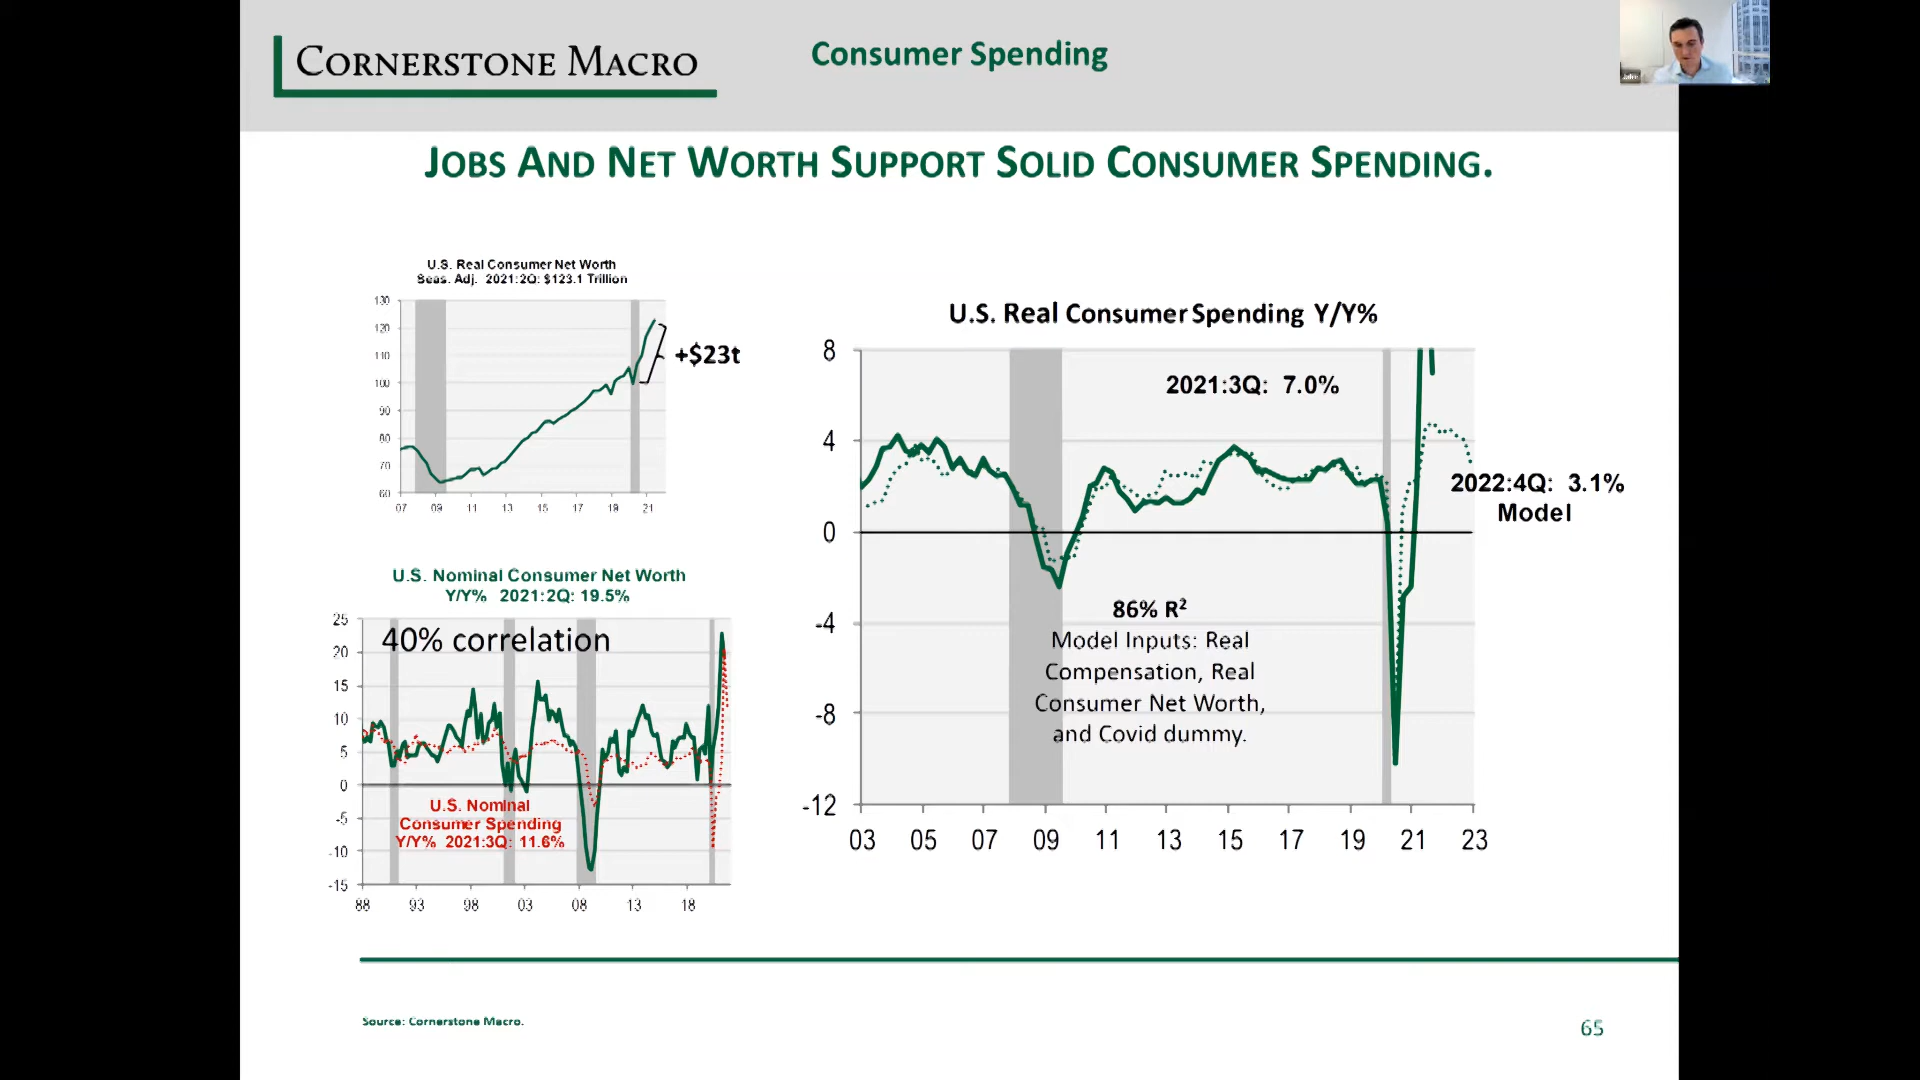 CORNERSTONE MACRO
Consumer Spending
JOBS AND NET WORTH SUPPORT SOLID CONSUMER SPENDING.
U.S. Real Consumer Net Worth
Seas. Adj. 2021:2Q: $123.1 Trillion
130
120
110
100
90
80
70
60
07 09 11 13 15 17 19 21
+$23t
U.S. Nominal Consumer Net Worth
Y/Y% 2021:2Q: 19.5%
40% correlation
25
20
15
10
5
0
-5
-10
-15
U.S. Nominal
Consumer Spending
Y/Y% 2021:3Q: 11.6%
88 93 98 03 08 13 18
U.S. Real Consumer Spending Y/Y%
8
4
0
-4
-8
-12
2021:3Q: 7.0%
2022:4Q: 3.1%
Model
86% R²
Model Inputs: Real
Compensation, Real
Consumer Net Worth,
and Covid dummy.
03 05 07 09 11 13 15 17 19 21 23
Source: Cornerstone Macro.
65